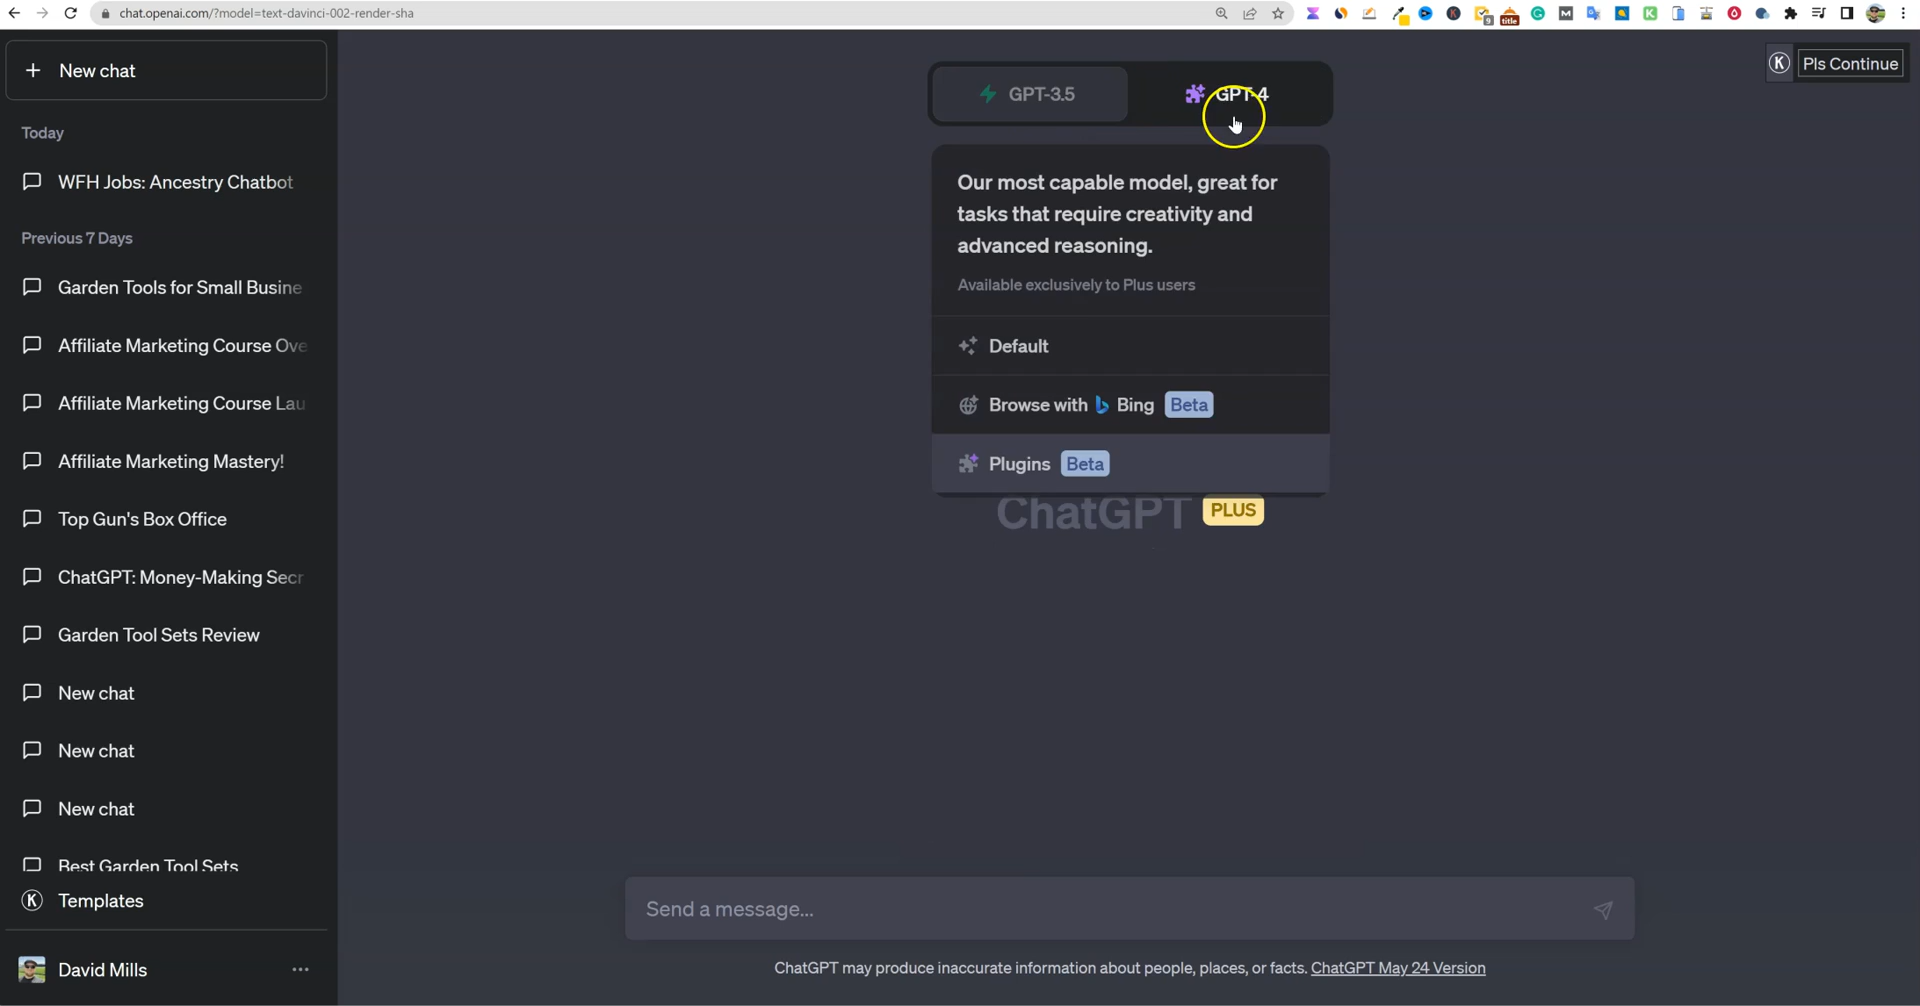 chat.openai.com/?model=text-davinci-002-render-sha
9
title
New chat
Today
WFH Jobs: Ancestry Chatbot
Previous 7 Days
Garden Tools for Small Busine
Affiliate Marketing Course Ove
Affiliate Marketing Course Lau
Affiliate Marketing Mastery!
Top Gun's Box Office
ChatGPT: Money-Making Secr
Garden Tool Sets Review
New chat
New chat
New chat
Best Garden Tool Sets
K Templates
David Mills
GPT-3.5
GPT-4
K Pls Continue
Our most capable model, great for
tasks that require creativity and
advanced reasoning.
Available exclusively to Plus users
Default
Browse with Bing Beta
Plugins Beta
ChatGPT PLUS
Send a message...
ChatGPT may produce inaccurate information about people, places, or facts. ChatGPT May 24 Version